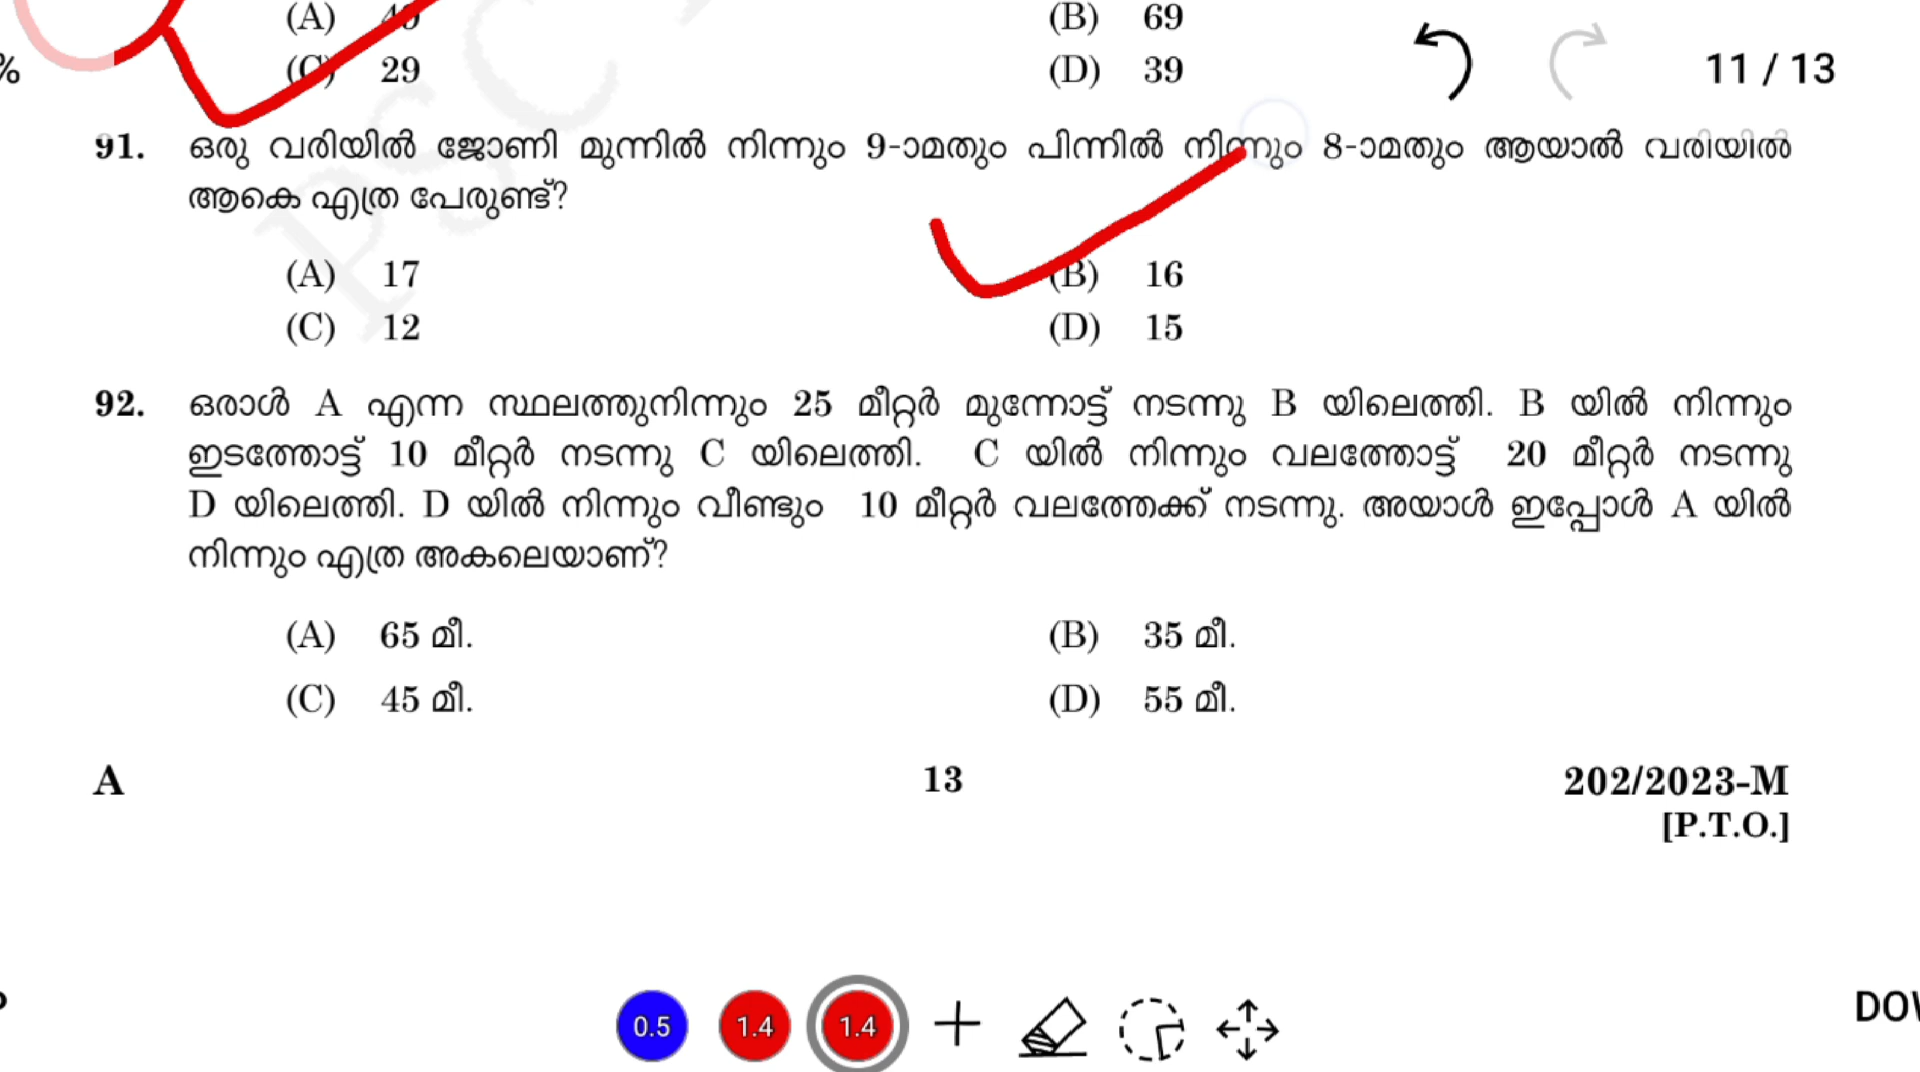 (A) 49 (B) 69
% (C) 29 (D) 39 11 / 13
91. ഒരു വരിയിൽ ജോണി മുന്നിൽ നിന്നും 9-ാമതും പിന്നിൽ നിന്നും 8-ാമതും ആയാൽ വരിയിൽ
ആകെ എത്ര പേരുണ്ട്?
(A) 17 (B) 16
(C) 12 (D) 15
92. ഒരാൾ A എന്ന സ്ഥലത്തുനിന്നും 25 മീറ്റർ മുന്നോട്ട് നടന്നു B യിലെത്തി. B യിൽ നിന്നും
ഇടത്തോട്ട് 10 മീറ്റർ നടന്നു C യിലെത്തി. C യിൽ നിന്നും വലത്തോട്ട് 20 മീറ്റർ നടന്നു
D യിലെത്തി. D യിൽ നിന്നും വീണ്ടും 10 മീറ്റർ വലത്തേക്ക് നടന്നു. അയാൾ ഇപ്പോൾ A യിൽ
നിന്നും എത്ര അകലെയാണ്?
(A) 65 മീ. (B) 35 മീ.
(C) 45 മീ. (D) 55 മീ.
A 13 202/2023-M
[P.T.O.]
0.5 1.4 1.4